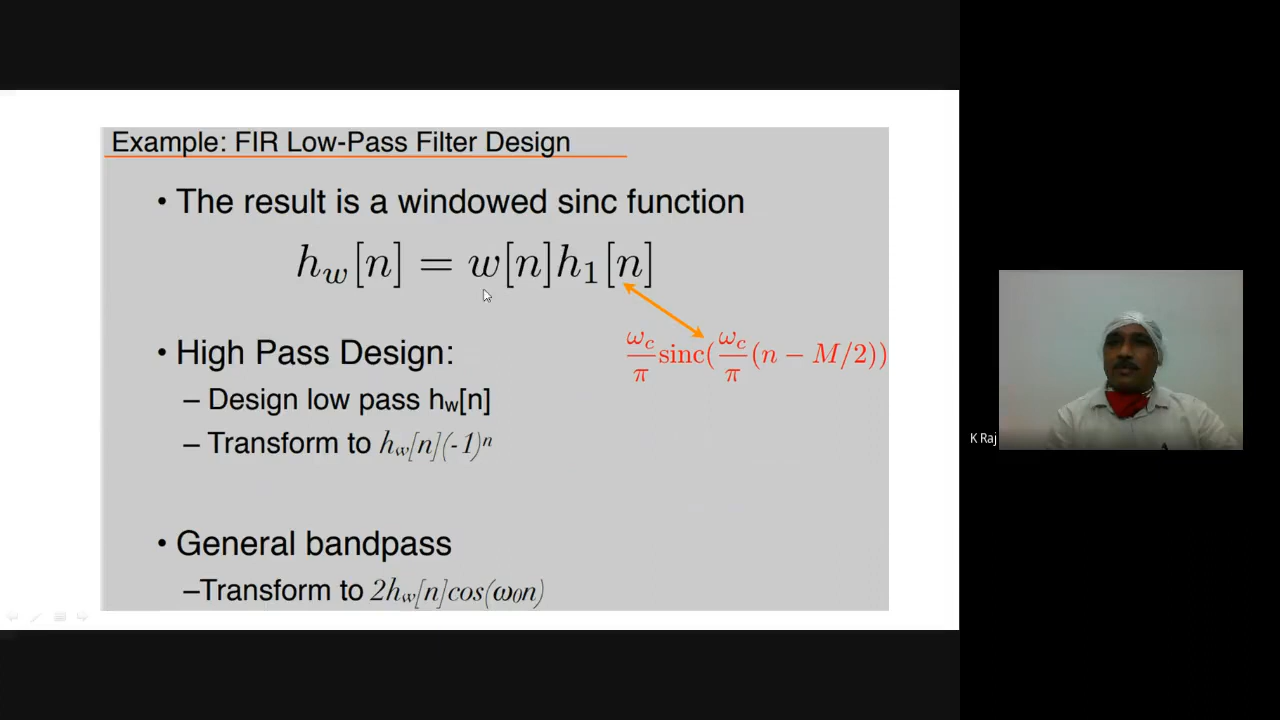 Example: FIR Low-Pass Filter Design
• The result is a windowed sinc function
h_w[n] = w[n]h_1[n]
ω_c/π sinc(ω_c/π (n − M/2))
• High Pass Design:
– Design low pass h_w[n]
– Transform to h_w[n](-1)^n
• General bandpass
–Transform to 2h_w[n]cos(ω_0n)
K Raj